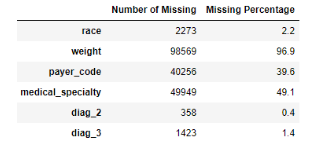 Number of Missing Missing Percentage
race 2273 2.2
weight 98569 96.9
payer_code 40256 39.6
medical_specialty 49949 49.1
diag_2 358 0.4
diag_3 1423 1.4